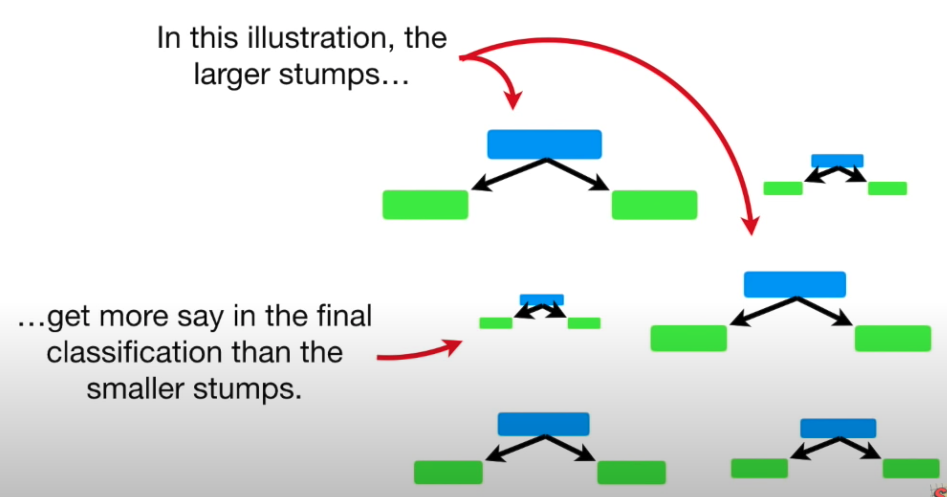 In this illustration, the
larger stumps…
…get more say in the final
classification than the
smaller stumps.